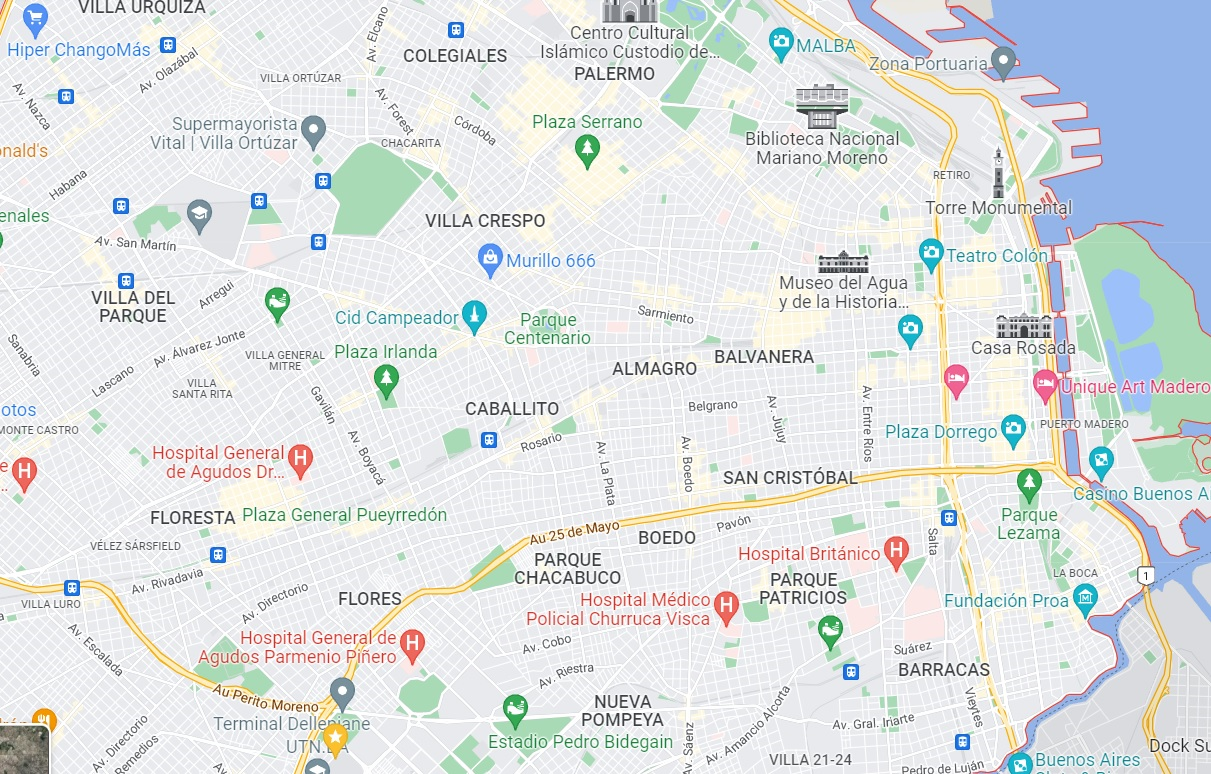 VILLA URQUIZA
Hiper ChangoMás
Av. Olazábal
Av. Elcano
COLEGIALES
Centro Cultural
Islámico Custodio de...
PALERMO
MALBA
Zona Portuaria
VILLA ORTÚZAR
Av. Nazca
Av. Forest
Córdoba
Supermayorista
Vital | Villa Ortúzar
CHACARITA
Plaza Serrano
Biblioteca Nacional
Mariano Moreno
nald's
Habana
RETIRO
Torre Monumental
enales
Av. San Martín
VILLA CRESPO
Murillo 666
Teatro Colón
Museo del Agua
y de la Historia...
VILLA DEL
PARQUE
Arregui
Cid Campeador
Parque
Centenario
Sarmiento
Casa Rosada
Sanabria
Av. Álvarez Jonte
VILLA GENERAL
MITRE
Plaza Irlanda
ALMAGRO
BALVANERA
Lascano
VILLA
SANTA RITA
Gavilán
Unique Art Madero
otos
CABALLITO
Belgrano
Av. Jujuy
Av. Entre Ríos
PUERTO MADERO
MONTE CASTRO
Plaza Dorrego
Rosario
Av. Boyacá
Av. La Plata
Av. Boedo
Hospital General
de Agudos Dr...
e
...
SAN CRISTÓBAL
Casino Buenos A
FLORESTA
Plaza General Pueyrredón
Parque
Lezama
Au 25 de Mayo
Pavón
BOEDO
Salta
VÉLEZ SÁRSFIELD
PARQUE
CHACABUCO
Hospital Británico
Av. Rivadavia
LA BOCA
1
PARQUE
PATRICIOS
VILLA LURO
Av. Directorio
FLORES
Hospital Médico
Policial Churruca Visca
Fundación Proa
Av. Escalada
Hospital General de
Agudos Parmenio Piñero
Av. Cobo
Suárez
BARRACAS
Av. Riestra
Au Perito Moreno
Vieytes
Terminal Dellepiane
NUEVA
POMPEYA
Av. Amancio Alcorta
Av. Gral. Iriarte
Av. Directorio
Remedios
Estadio Pedro Bidegain
Av. Sáenz
Dock Su
VILLA 21-24
Pedro de Luján
Buenos Aires